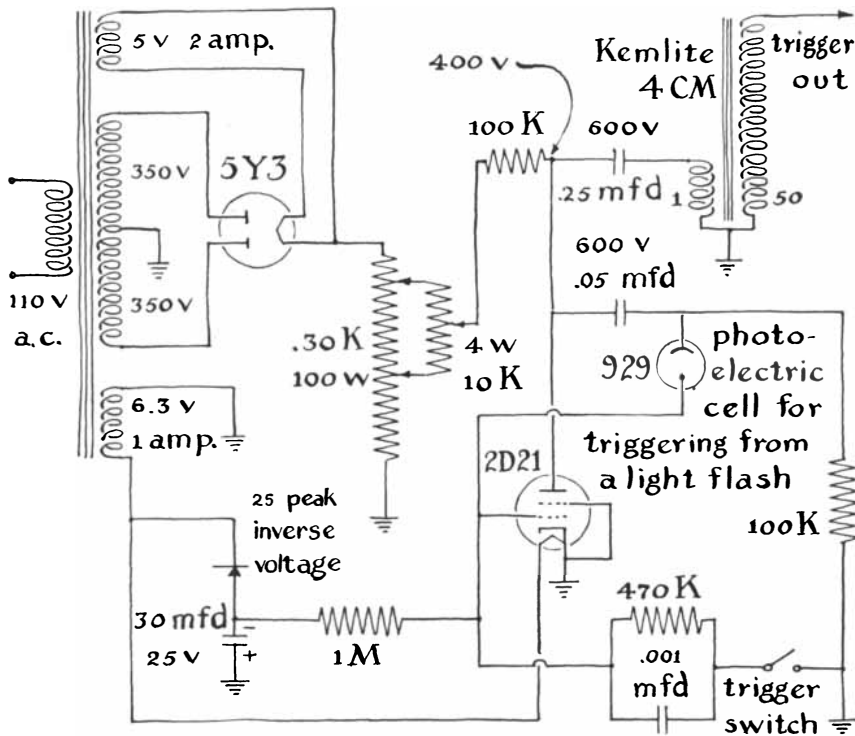 5 v 2 amp.
400 v
Kemlite
4 CM
trigger
out
100 K
600 v
5Y3
350 v
.25 mfd
1
50
600 v
.05 mfd
110 v
a.c.
350 v
.30 K
100 w
4 w
10 K
929
photo-
electric
cell for
triggering from
a light flash
6.3 v
1 amp.
2D21
25 peak
inverse
voltage
100 K
470 K
30 mfd
-
25 v
+
1 M
.001
mfd
trigger
switch